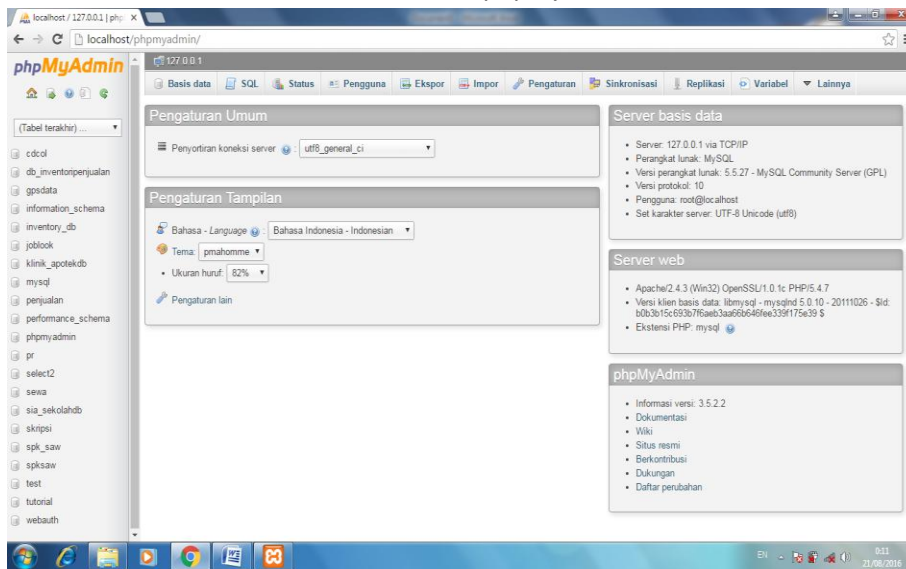 localhost / 127.0.0.1 | php
localhost/phpmyadmin/
phpMyAdmin
127.0.0.1
Basis data SQL Status Pengguna Ekspor Impor Pengaturan Sinkronisasi Replikasi Variabel Lainnya
(Tabel terakhir) ...
cdcol
db_inventoripenjualan
gpsdata
information_schema
inventory_db
joblook
klinik_apotekdb
mysql
penjualan
performance_schema
phpmyadmin
pr
select2
sewa
sia_sekolahdb
skripsi
spk_saw
spksaw
test
tutorial
webauth
Pengaturan Umum
Penyortiran koneksi server : utf8_general_ci
Pengaturan Tampilan
Bahasa - Language : Bahasa Indonesia - Indonesian
Tema: pmahomme
Ukuran huruf: 82%
Pengaturan lain
Server basis data
Server: 127.0.0.1 via TCP/IP
Perangkat lunak: MySQL
Versi perangkat lunak: 5.5.27 - MySQL Community Server (GPL)
Versi protokol: 10
Pengguna: root@localhost
Set karakter server: UTF-8 Unicode (utf8)
Server web
Apache/2.4.3 (Win32) OpenSSL/1.0.1c PHP/5.4.7
Versi klien basis data: libmysql - mysqlnd 5.0.10 - 20111026 - $Id:
b0b3b15c693b7f6aeb3aa66b646fee339f175e39 $
Ekstensi PHP: mysql
phpMyAdmin
Informasi versi: 3.5.2.2
Dokumentasi
Wiki
Situs resmi
Berkontribusi
Dukungan
Daftar perubahan
EN
0:33
21/08/2016